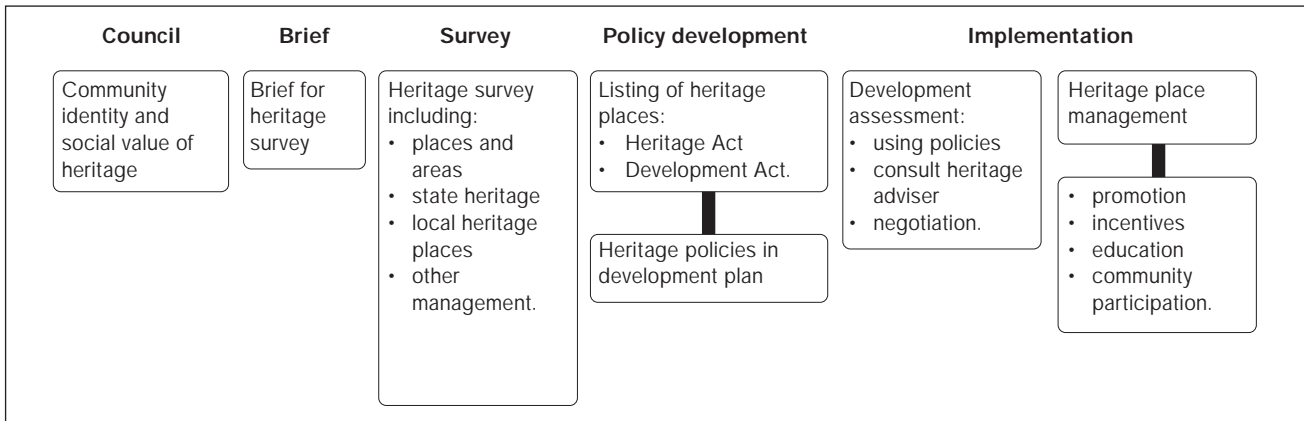 Council
Brief
Survey
Policy development
Implementation
Community
identity and
social value of
heritage
Brief for
heritage
survey
Heritage survey
including:
• places and
areas
• state heritage
• local heritage
places
• other
management.
Listing of heritage
places:
• Heritage Act
• Development Act.
Heritage policies in
development plan
Development
assessment:
• using policies
• consult heritage
adviser
• negotiation.
Heritage place
management
• promotion
• incentives
• education
• community
participation.